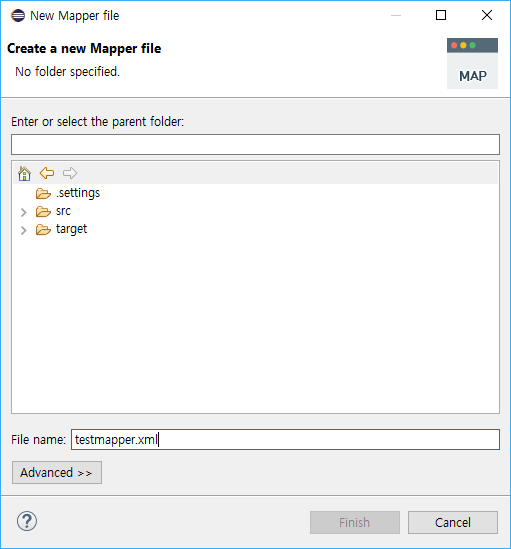 New Mapper file
Create a new Mapper file
No folder specified.
MAP
Enter or select the parent folder:
.settings
src
target
File name: testmapper.xml
Advanced >>
? Finish Cancel